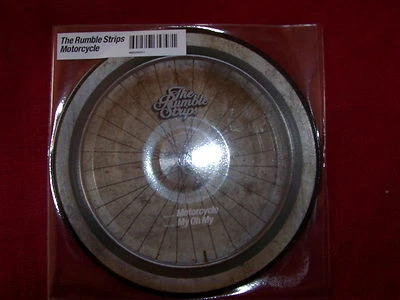 The Rumble Strips
Motorcycle
The
Rumble
Strips
Motorcycle
My Oh My